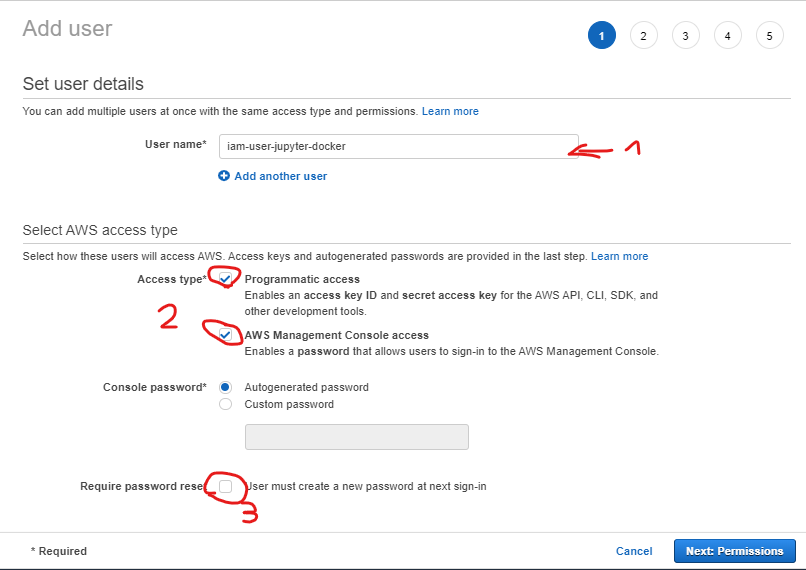 Add user
1 2 3 4 5
Set user details
You can add multiple users at once with the same access type and permissions. Learn more
User name* iam-user-jupyter-docker
1
Add another user
Select AWS access type
Select how these users will access AWS. Access keys and autogenerated passwords are provided in the last step. Learn more
Access type* Programmatic access
Enables an access key ID and secret access key for the AWS API, CLI, SDK, and
other development tools.
2
AWS Management Console access
Enables a password that allows users to sign-in to the AWS Management Console.
Console password* Autogenerated password
Custom password
Require password rese User must create a new password at next sign-in
3
* Required Cancel Next: Permissions